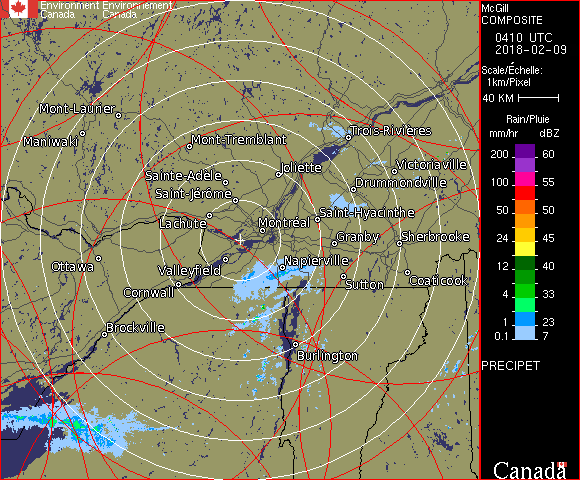 Environment Environnement
Canada Canada
McGill
COMPOSITE
0410 UTC
2018-02-09
Scale/Échelle:
1km/Pixel
40 KM
Rain/Pluie
mm/hr dBZ
200 60
100 55
50 50
24 45
12 40
4 33
1 23
0.1 7
PRECIPET
Canada
Mont-Laurier
Maniwaki
Mont-Tremblant
Trois-Rivières
Sainte-Adèle
Joliette
Victoriaville
Saint-Jérôme
Drummondville
Lachute
Montréal
Saint-Hyacinthe
Granby
Sherbrooke
Ottawa
Valleyfield
Napierville
Cornwall
Sutton
Coaticook
Brockville
Burlington